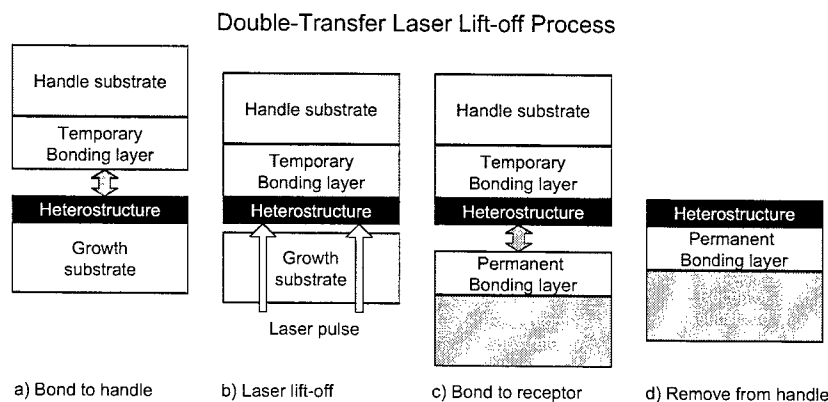 Double-Transfer Laser Lift-off Process
Handle substrate
Temporary
Bonding layer
Heterostructure
Growth
substrate
a) Bond to handle
Handle substrate
Temporary
Bonding layer
Heterostructure
Growth
substrate
Laser pulse
b) Laser lift-off
Handle substrate
Temporary
Bonding layer
Heterostructure
Permanent
Bonding layer
c) Bond to receptor
Heterostructure
Permanent
Bonding layer
d) Remove from handle